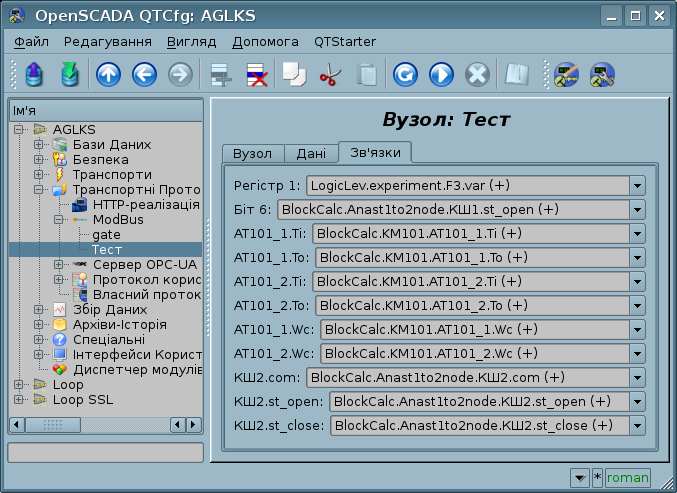 OpenSCADA QTCfg: AGLKS
Файл Редагування Вигляд Допомога QTStarter
Ім'я
AGLKS
Бази Даних
Безпека
Транспорти
Транспортні Прото
HTTP-реалізація
ModBus
gate
Тест
Сервер OPC-UA
Протокол корис
Власний проток
Збір Даних
Архіви-Історія
Спеціальні
Інтерфейси Корист
Диспетчер модулів
Loop
Loop SSL
Вузол: Тест
Вузол Дані Зв'язки
Регістр 1: LogicLev.experiment.F3.var (+)
Біт 6: BlockCalc.Anast1to2node.КШ1.st_open (+)
AT101_1.Ti: BlockCalc.KM101.AT101_1.Ti (+)
AT101_1.To: BlockCalc.KM101.AT101_1.To (+)
AT101_2.Ti: BlockCalc.KM101.AT101_2.Ti (+)
AT101_2.To: BlockCalc.KM101.AT101_2.To (+)
AT101_1.Wc: BlockCalc.KM101.AT101_1.Wc (+)
AT101_2.Wc: BlockCalc.KM101.AT101_2.Wc (+)
КШ2.com: BlockCalc.Anast1to2node.КШ2.com (+)
КШ2.st_open: BlockCalc.Anast1to2node.КШ2.st_open (+)
КШ2.st_close: BlockCalc.Anast1to2node.КШ2.st_close (+)
* roman